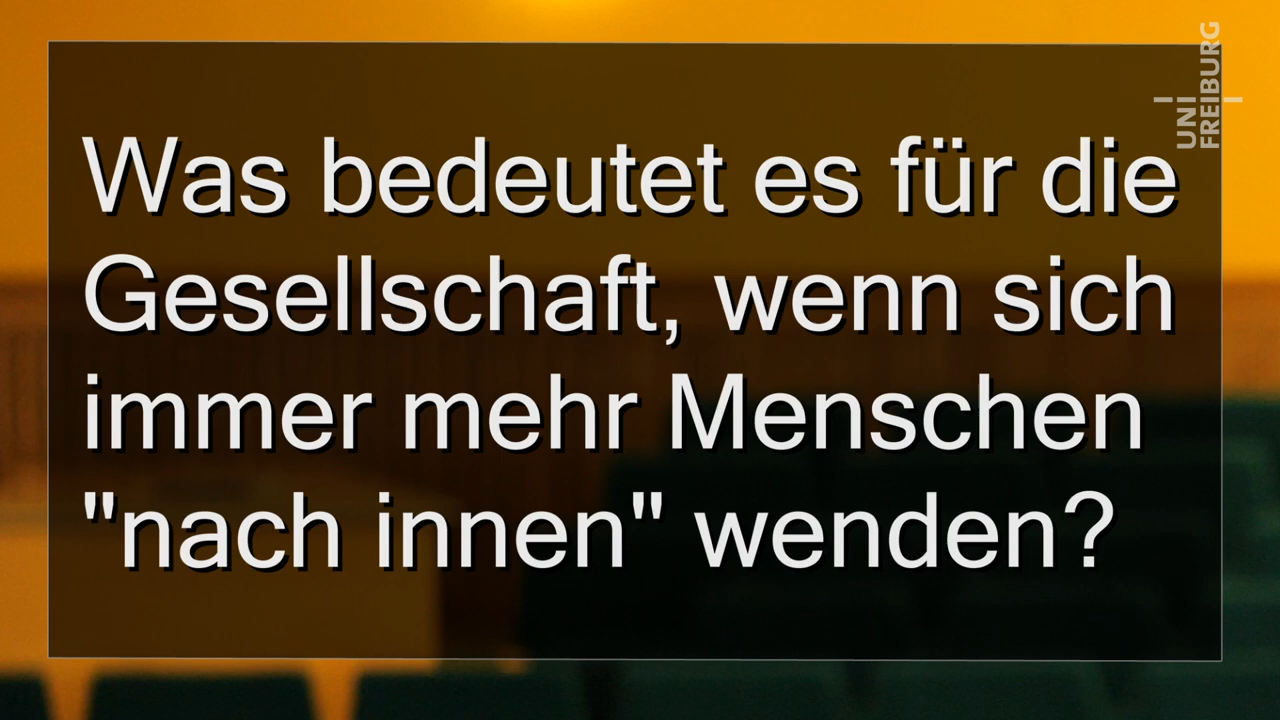 Was bedeutet es für die
Gesellschaft, wenn sich
immer mehr Menschen
"nach innen" wenden?
UNI
FREIBURG